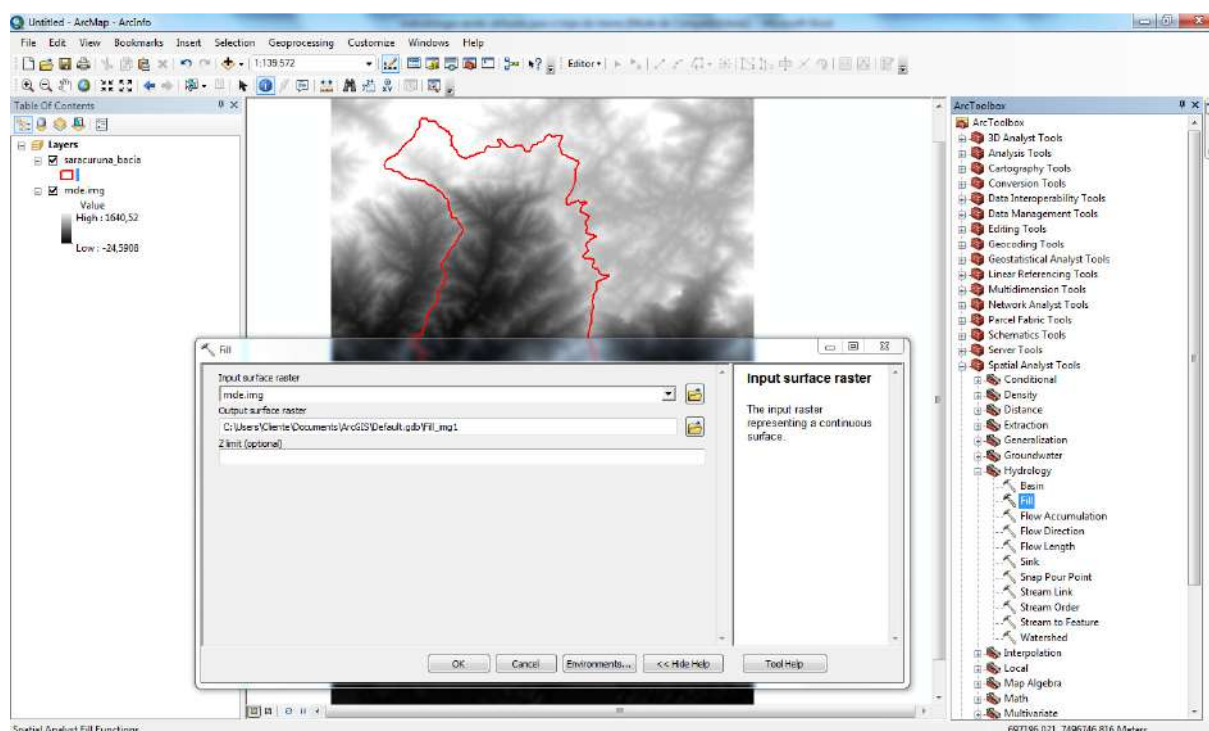 Untitled - ArcMap - ArcInfo
File Edit View Bookmarks Insert Selection Geoprocessing Customize Windows Help
1:139.572
Editor
Table Of Contents
Layers
saracuruna_bacia
mde.img
Value
High : 1640,52
Low : -24,5908
Fill
Input surface raster
mde.img
Output surface raster
C:\Users\Cliente\Documents\ArcGIS\Default.gdb\Fill_img1
Z limit (optional)
Input surface raster
The input raster
representing a continuous
surface.
OK Cancel Environments... << Hide Help Tool Help
ArcToolbox
ArcToolbox
3D Analyst Tools
Analysis Tools
Cartography Tools
Conversion Tools
Data Interoperability Tools
Data Management Tools
Editing Tools
Geocoding Tools
Geostatistical Analyst Tools
Linear Referencing Tools
Multidimension Tools
Network Analyst Tools
Parcel Fabric Tools
Schematics Tools
Server Tools
Spatial Analyst Tools
Conditional
Density
Distance
Extraction
Generalization
Groundwater
Hydrology
Basin
Fill
Flow Accumulation
Flow Direction
Flow Length
Sink
Snap Pour Point
Stream Link
Stream Order
Stream to Feature
Watershed
Interpolation
Local
Map Algebra
Math
Multivariate
Spatial Analyst Fill Functions
697196,021 7496746,816 Meters